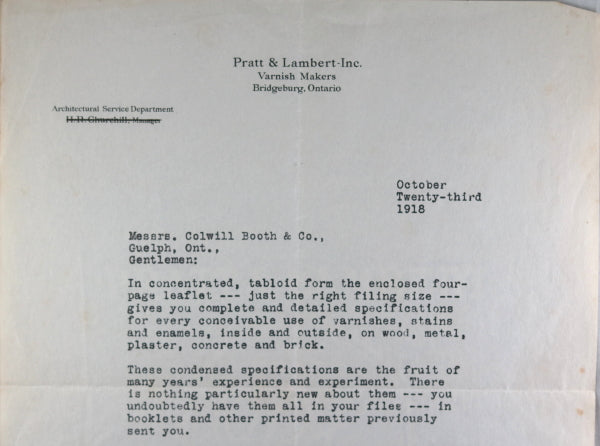 Pratt & Lambert-Inc.
Varnish Makers
Bridgeburg, Ontario
Architectural Service Department
H. R. Churchill, Manager
October
Twenty-third
1918
Messrs. Colwill Booth & Co.,
Guelph, Ont.,
Gentlemen:
In concentrated, tabloid form the enclosed four-
page leaflet --- just the right filing size ---
gives you complete and detailed specifications
for every conceivable use of varnishes, stains
and enamels, inside and outside, on wood, metal,
plaster, concrete and brick.
These condensed specifications are the fruit of
many years' experience and experiment. There
is nothing particularly new about them --- you
undoubtedly have them all in your files --- in
booklets and other printed matter previously
sent you.